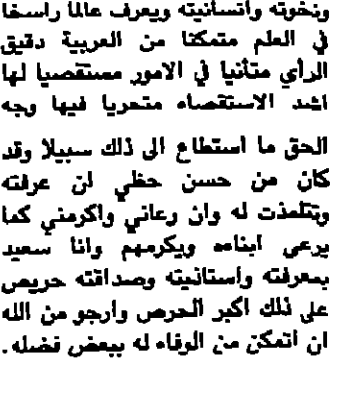 ونخوته وانسانيته ويعرف عالما راسخا
في العلم متمكنا من العربية دقيق
الرأي متأنيا في الامور مستقصيا لها
اشد الاستقصاء متحريا فيها وجه
الحق ما استطاع الى ذلك سبيلا وقد
كان من حسن حظي ان عرفته
وتتلمذت له وان رعاني واكرمني كما
يرعى ابناءه ويكرمهم وانا سعيد
بمعرفته واستانيته وصداقته حريص
على ذلك اكبر الحرص وارجو من الله
ان اتمكن من الوفاء له ببعض فضله.